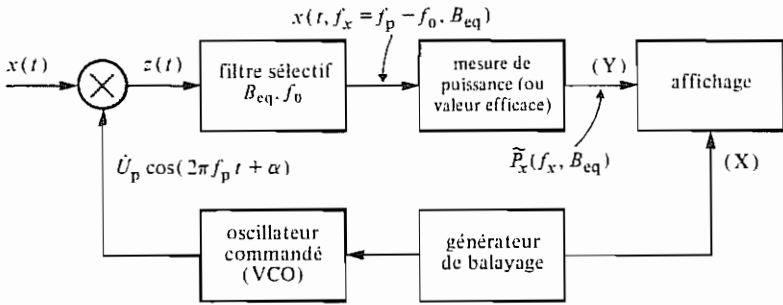 x(t, f_x = f_p – f_0, B_eq)
x(t)
z(t)
filtre sélectif
B_eq, f_0
mesure de
puissance (ou
valeur efficace)
(Y)
affichage
Û_p cos(2πf_p t + α)
P̃_x(f_x, B_eq)
(X)
oscillateur
commandé
(VCO)
générateur
de balayage